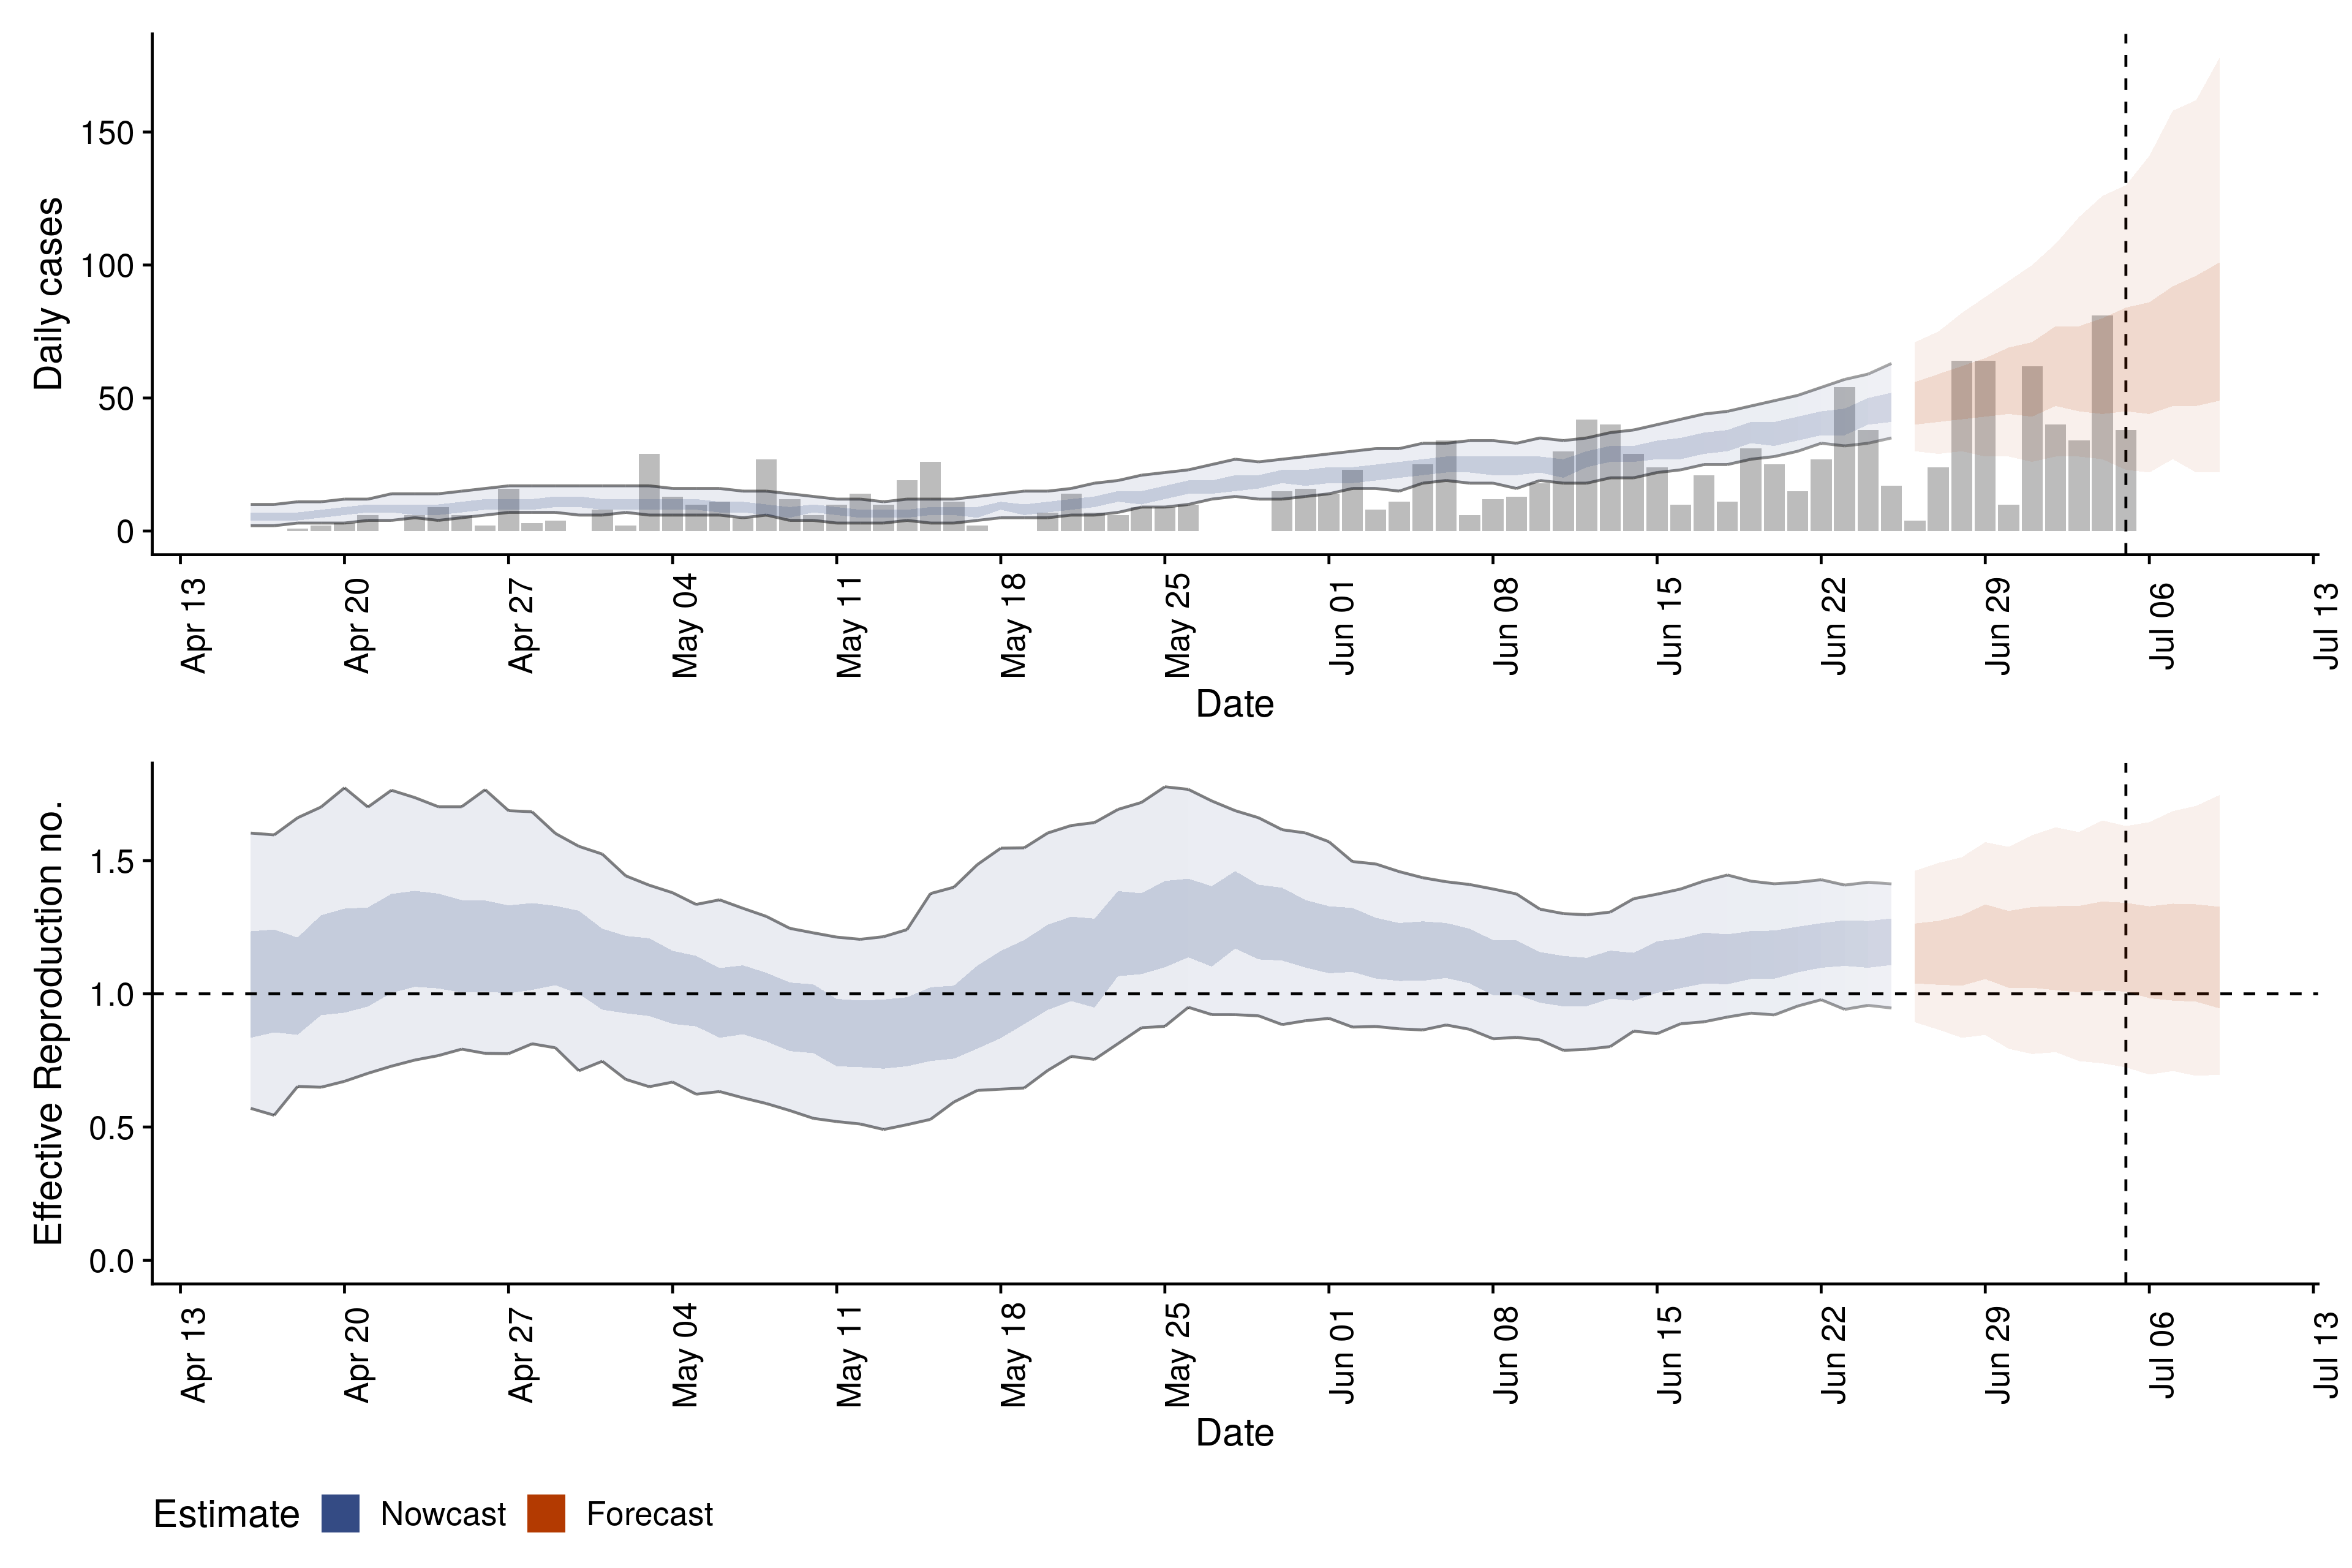 Daily cases
150
100
50
0
Apr 13
Apr 20
Apr 27
May 04
May 11
May 18
May 25
Jun 01
Jun 08
Jun 15
Jun 22
Jun 29
Jul 06
Jul 13
Date
Effective Reproduction no.
1.5
1.0
0.5
0.0
Apr 13
Apr 20
Apr 27
May 04
May 11
May 18
May 25
Jun 01
Jun 08
Jun 15
Jun 22
Jun 29
Jul 06
Jul 13
Date
Estimate Nowcast Forecast